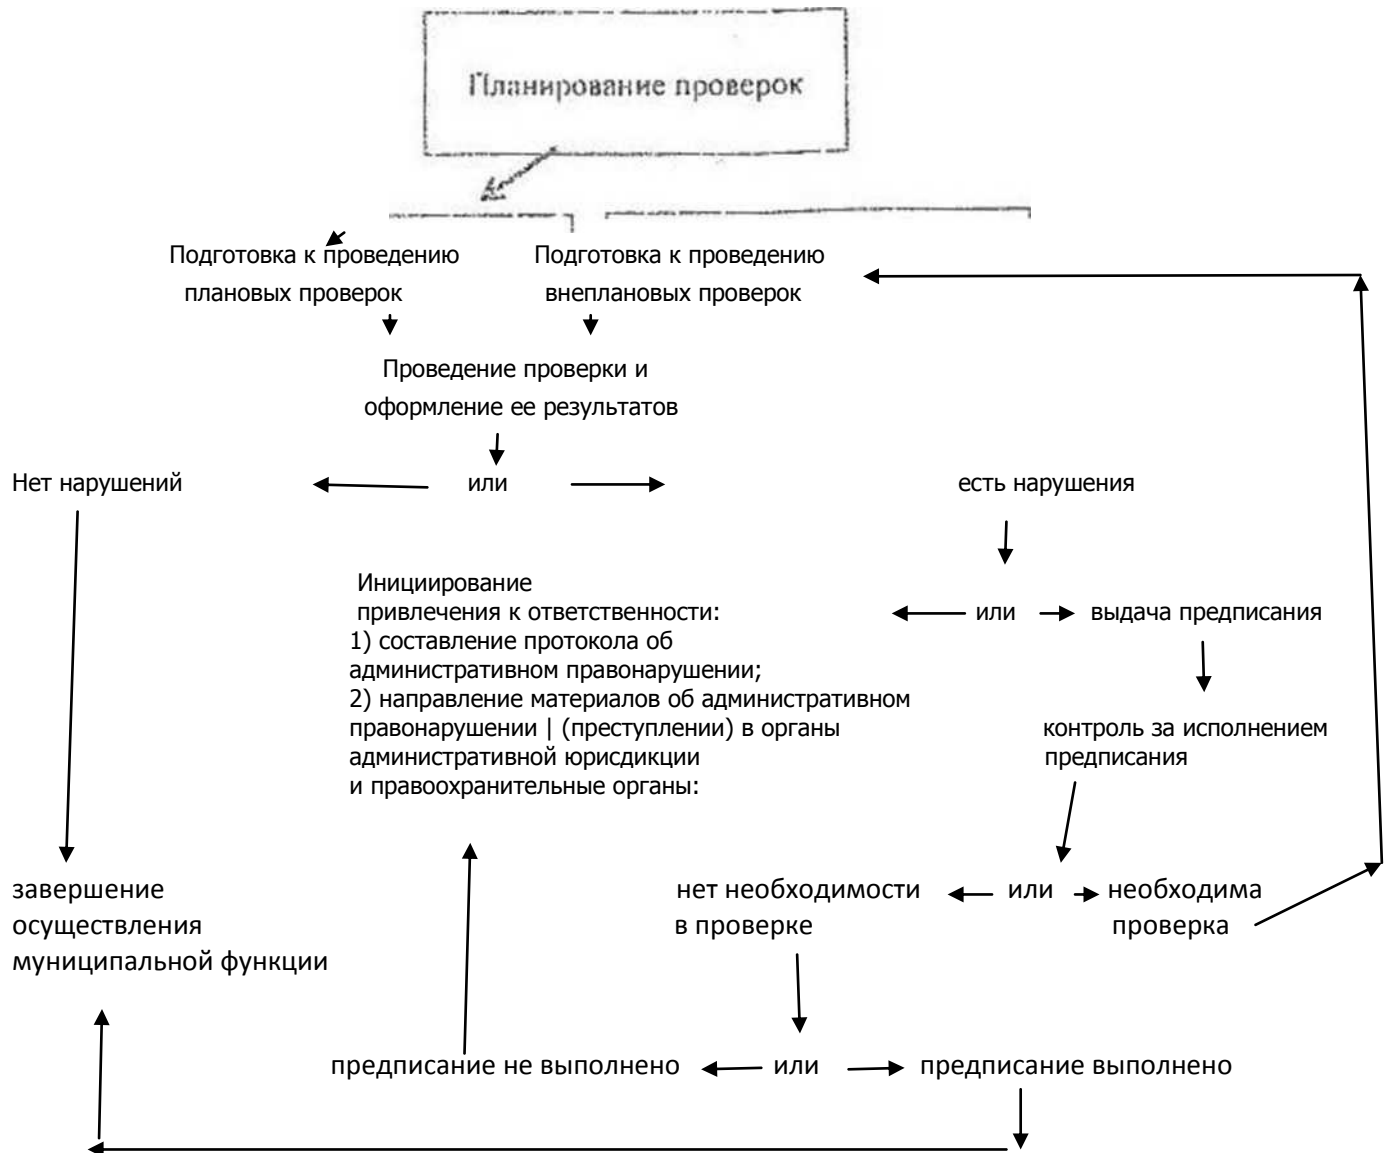 Планирование проверок
Подготовка к проведению
плановых проверок
Подготовка к проведению
внеплановых проверок
Проведение проверки и
оформление ее результатов
Нет нарушений
или
есть нарушения
Инициирование
привлечения к ответственности:
1) составление протокола об
административном правонарушении;
2) направление материалов об административном
правонарушении | (преступлении) в органы
административной юрисдикции
и правоохранительные органы:
или
выдача предписания
контроль за исполнением
предписания
завершение
осуществления
муниципальной функции
нет необходимости
в проверке
или
необходима
проверка
предписание не выполнено
или
предписание выполнено